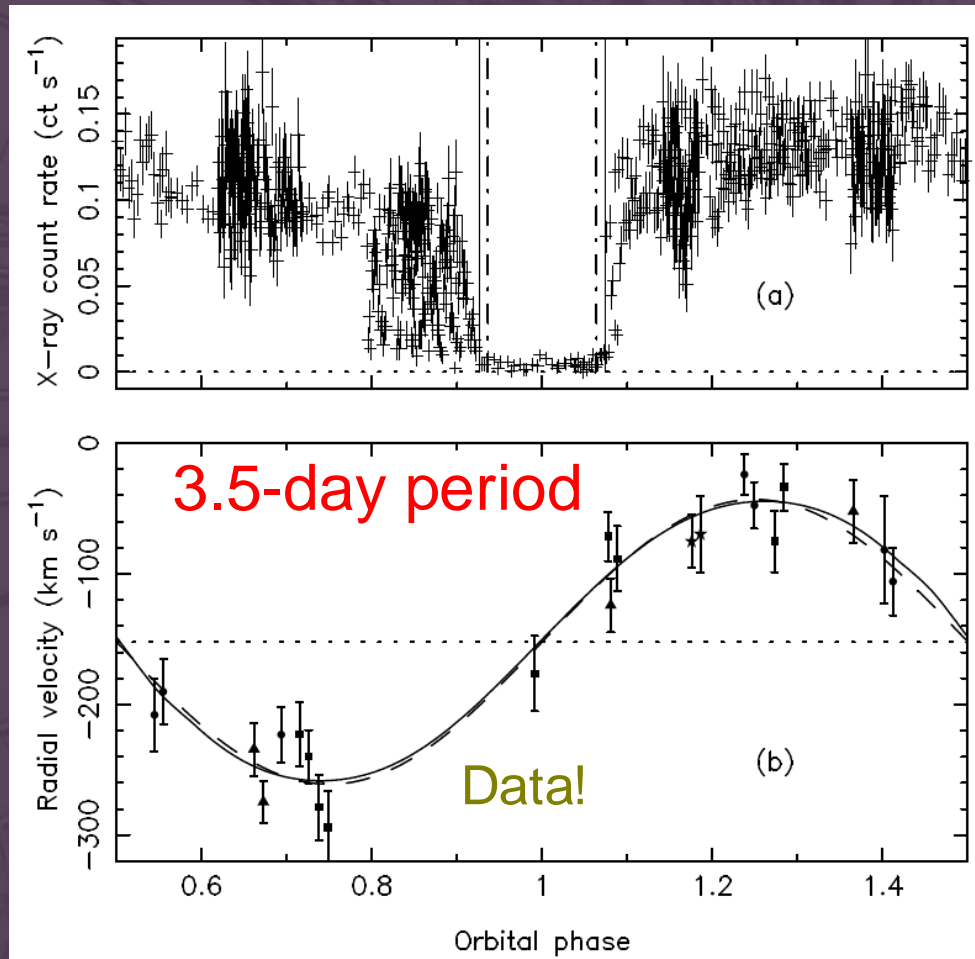 X-ray count rate (ct s⁻¹)
0.15
0.1
0.05
0
(a)
Radial velocity (km s⁻¹)
0
-100
-200
-300
3.5-day period
Data!
(b)
0.6 0.8 1 1.2 1.4
Orbital phase